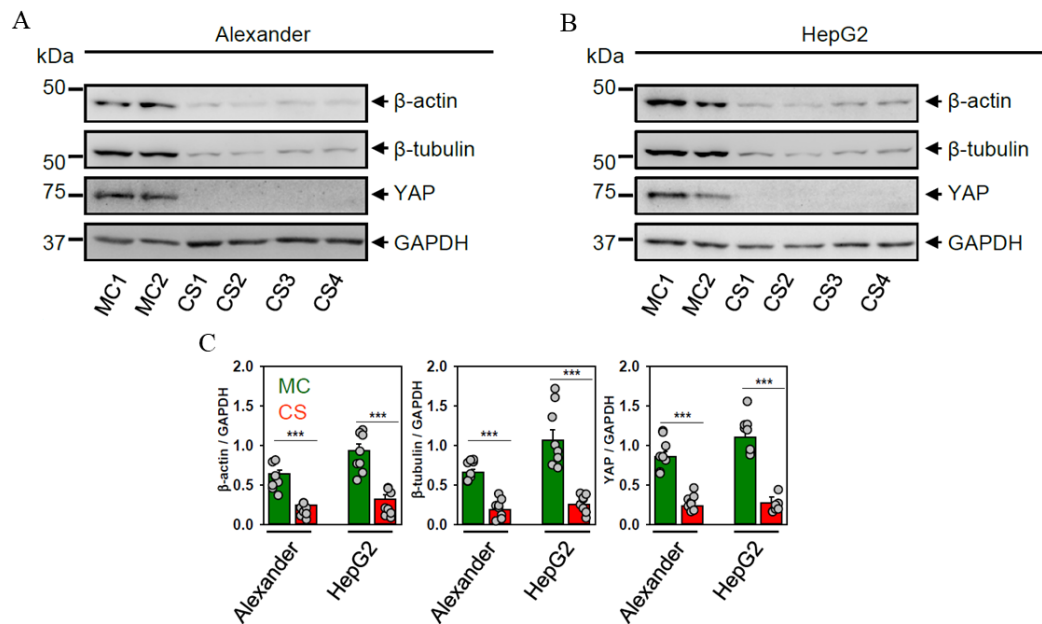 A
Alexander
kDa
50
β-actin
50
β-tubulin
75
YAP
37
GAPDH
MC1 MC2 CS1 CS2 CS3 CS4
B
HepG2
kDa
50
β-actin
50
β-tubulin
75
YAP
37
GAPDH
MC1 MC2 CS1 CS2 CS3 CS4
C
β-actin / GAPDH
2.0
1.5
1.0
0.5
0.0
MC
CS
***
***
Alexander
HepG2
β-tubulin / GAPDH
2.0
1.5
1.0
0.5
0.0
***
***
Alexander
HepG2
YAP / GAPDH
2.0
1.5
1.0
0.5
0.0
***
***
Alexander
HepG2